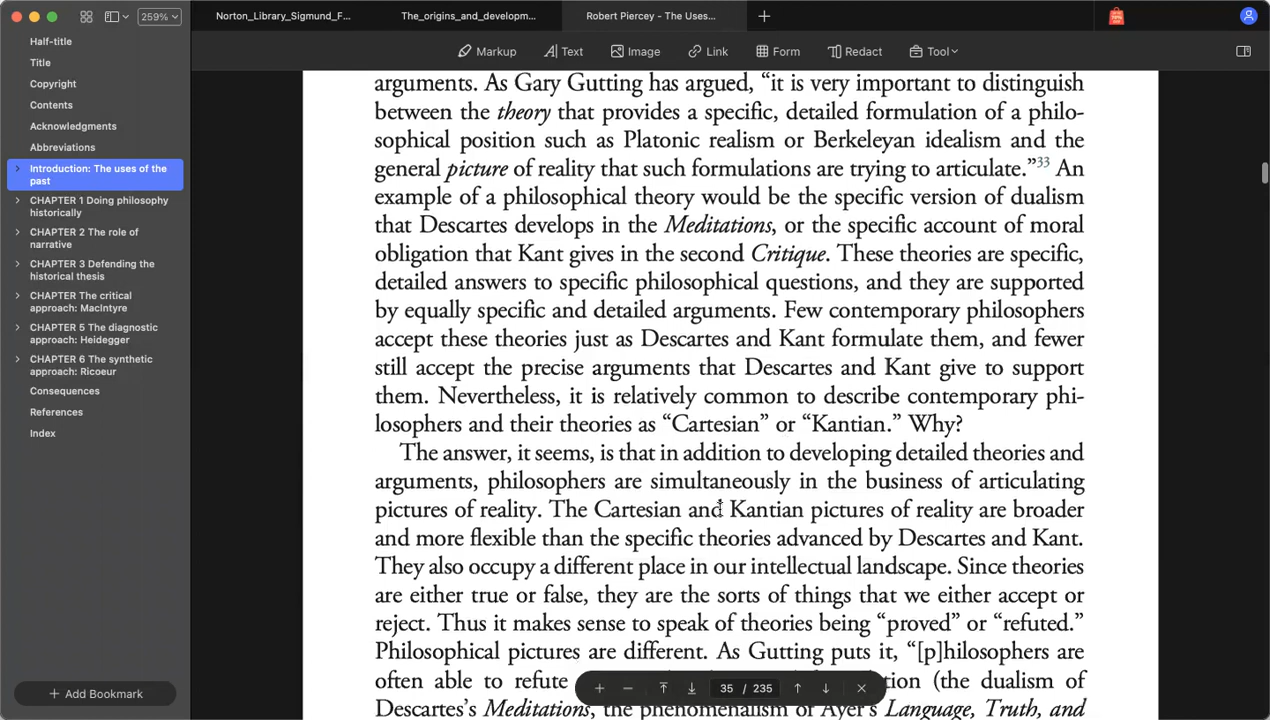 259%
Norton_Library_Sigmund_F...
The_origins_and_developm...
Robert Piercey - The Uses...
Markup
Text
Image
Link
Form
Redact
Tool
Half-title
Title
Copyright
Contents
Acknowledgments
Abbreviations
Introduction: The uses of the
past
CHAPTER 1 Doing philosophy
historically
CHAPTER 2 The role of
narrative
CHAPTER 3 Defending the
historical thesis
CHAPTER The critical
approach: MacIntyre
CHAPTER 5 The diagnostic
approach: Heidegger
CHAPTER 6 The synthetic
approach: Ricoeur
Consequences
References
Index
Add Bookmark
arguments. As Gary Gutting has argued, “it is very important to distinguish
between the theory that provides a specific, detailed formulation of a philo-
sophical position such as Platonic realism or Berkeleyan idealism and the
general picture of reality that such formulations are trying to articulate.”33 An
example of a philosophical theory would be the specific version of dualism
that Descartes develops in the Meditations, or the specific account of moral
obligation that Kant gives in the second Critique. These theories are specific,
detailed answers to specific philosophical questions, and they are supported
by equally specific and detailed arguments. Few contemporary philosophers
accept these theories just as Descartes and Kant formulate them, and fewer
still accept the precise arguments that Descartes and Kant give to support
them. Nevertheless, it is relatively common to describe contemporary phi-
losophers and their theories as “Cartesian” or “Kantian.” Why?
The answer, it seems, is that in addition to developing detailed theories and
arguments, philosophers are simultaneously in the business of articulating
pictures of reality. The Cartesian and Kantian pictures of reality are broader
and more flexible than the specific theories advanced by Descartes and Kant.
They also occupy a different place in our intellectual landscape. Since theories
are either true or false, they are the sorts of things that we either accept or
reject. Thus it makes sense to speak of theories being “proved” or “refuted.”
Philosophical pictures are different. As Gutting puts it, “[p]hilosophers are
often able to refute tion (the dualism of
Descartes’s Meditations, the phenomenalism of Ayer’s Language, Truth, and
35 / 235